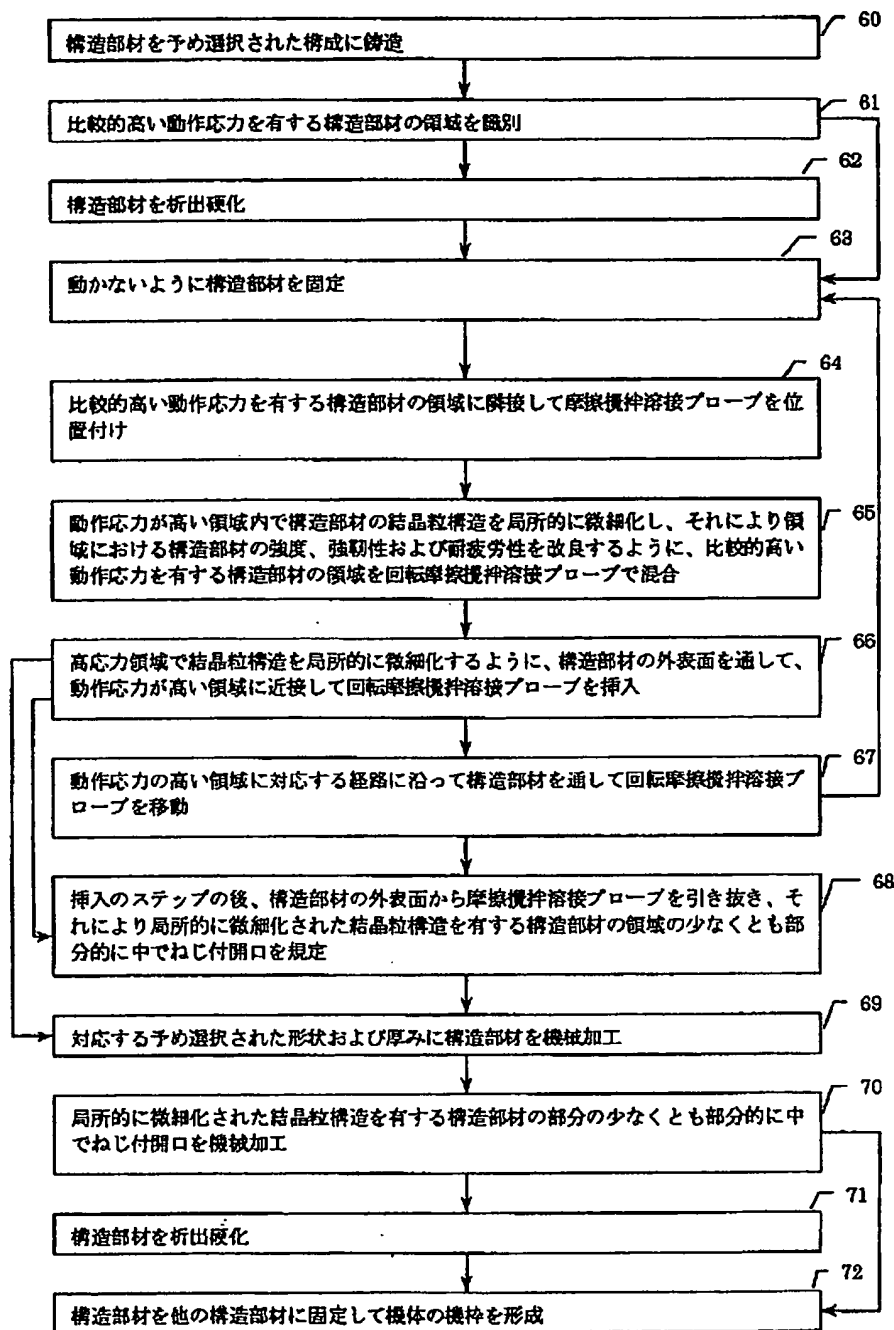 60
構造部材を予め選択された構成に鋳造
61
比較的高い動作応力を有する構造部材の領域を識別
62
構造部材を析出硬化
63
動かないように構造部材を固定
64
比較的高い動作応力を有する構造部材の領域に隣接して摩擦攪拌溶接プローブを位
置付け
65
動作応力が高い領域内で構造部材の結晶粒構造を局所的に微細化し、それにより領
域における構造部材の強度、強靭性および耐疲労性を改良するように、比較的高い
動作応力を有する構造部材の領域を回転摩擦攪拌溶接プローブで混合
66
高応力領域で結晶粒構造を局所的に微細化するように、構造部材の外表面を通して、
動作応力が高い領域に近接して回転摩擦攪拌溶接プローブを挿入
67
動作応力の高い領域に対応する経路に沿って構造部材を通して回転摩擦攪拌溶接プ
ローブを移動
68
挿入のステップの後、構造部材の外表面から摩擦攪拌溶接プローブを引き抜き、そ
れにより局所的に微細化された結晶粒構造を有する構造部材の領域の少なくとも部
分的に中でねじ付開口を規定
69
対応する予め選択された形状および厚みに構造部材を機械加工
70
局所的に微細化された結晶粒構造を有する構造部材の部分の少なくとも部分的に中
でねじ付開口を機械加工
71
構造部材を析出硬化
72
構造部材を他の構造部材に固定して機体の機枠を形成